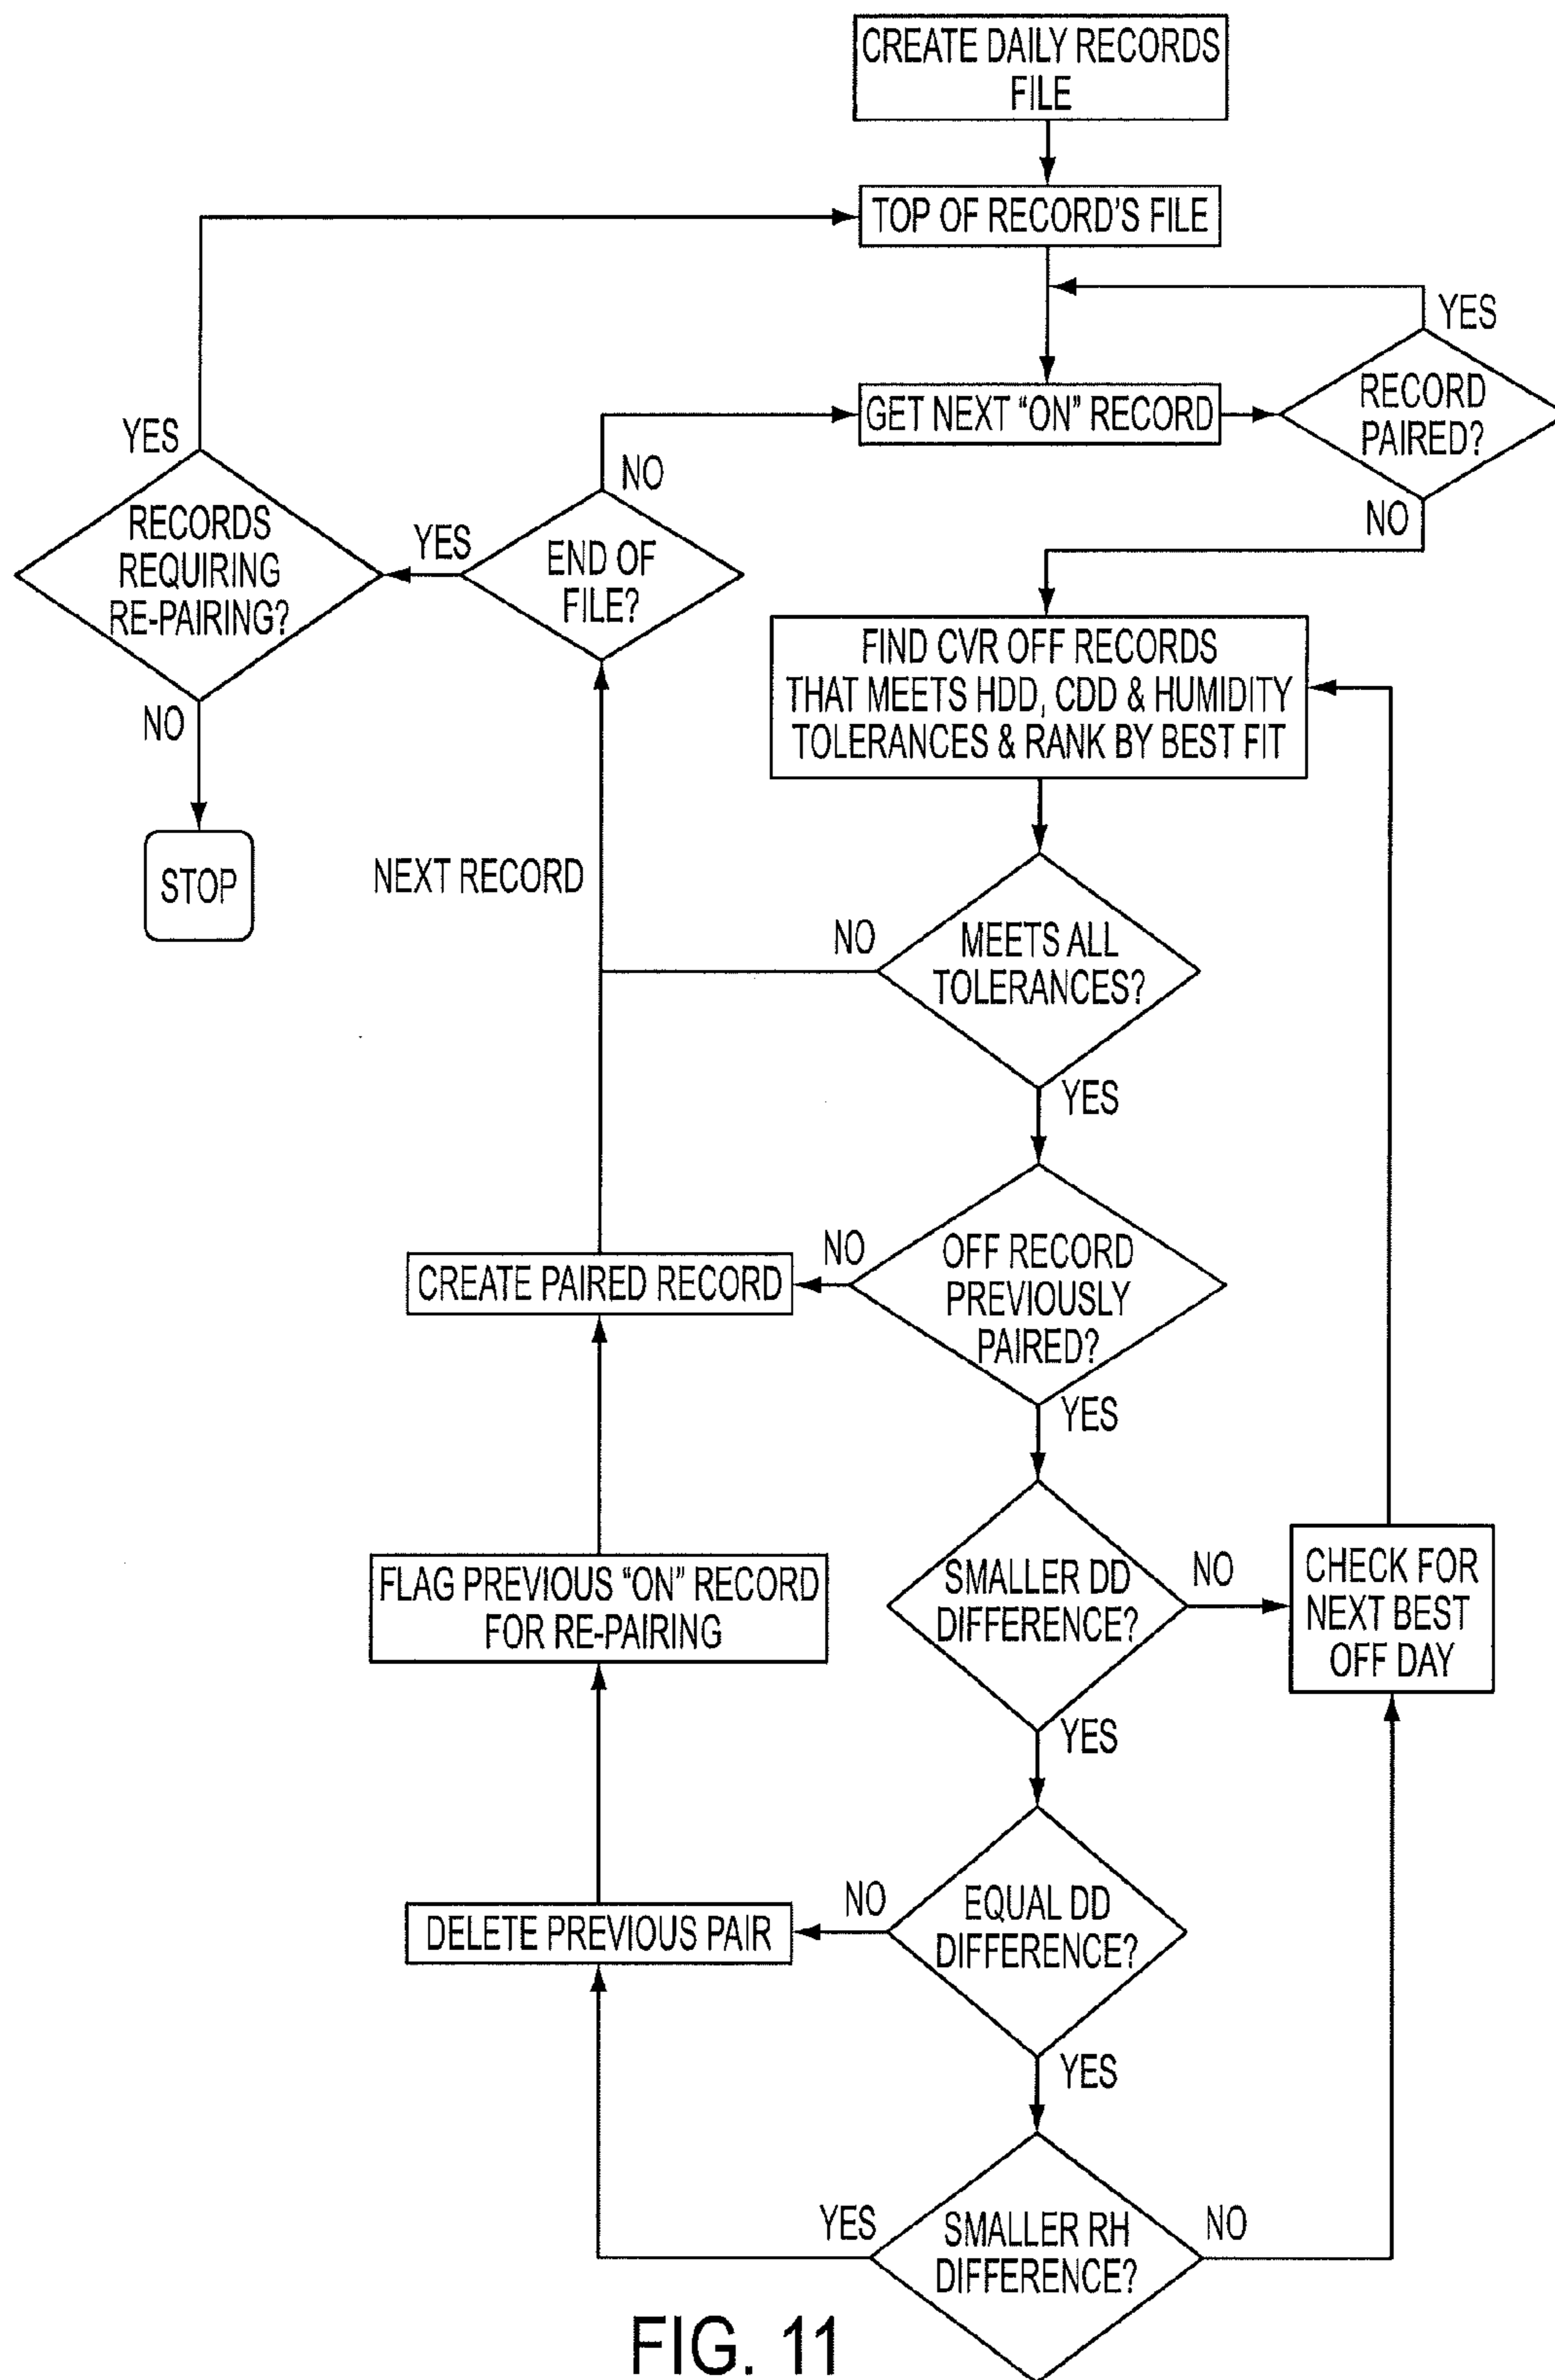 CREATE DAILY RECORDS
FILE
TOP OF RECORD'S FILE
YES
GET NEXT "ON" RECORD
RECORD
PAIRED?
NO
YES
NO
RECORDS
REQUIRING
RE-PAIRING?
YES
END OF
FILE?
NO
STOP
FIND CVR OFF RECORDS
THAT MEETS HDD, CDD & HUMIDITY
TOLERANCES & RANK BY BEST FIT
NEXT RECORD
NO
MEETS ALL
TOLERANCES?
YES
CREATE PAIRED RECORD
NO
OFF RECORD
PREVIOUSLY
PAIRED?
YES
FLAG PREVIOUS "ON" RECORD
FOR RE-PAIRING
SMALLER DD
DIFFERENCE?
NO
CHECK FOR
NEXT BEST
OFF DAY
YES
DELETE PREVIOUS PAIR
NO
EQUAL DD
DIFFERENCE?
YES
YES
SMALLER RH
DIFFERENCE?
NO
FIG. 11